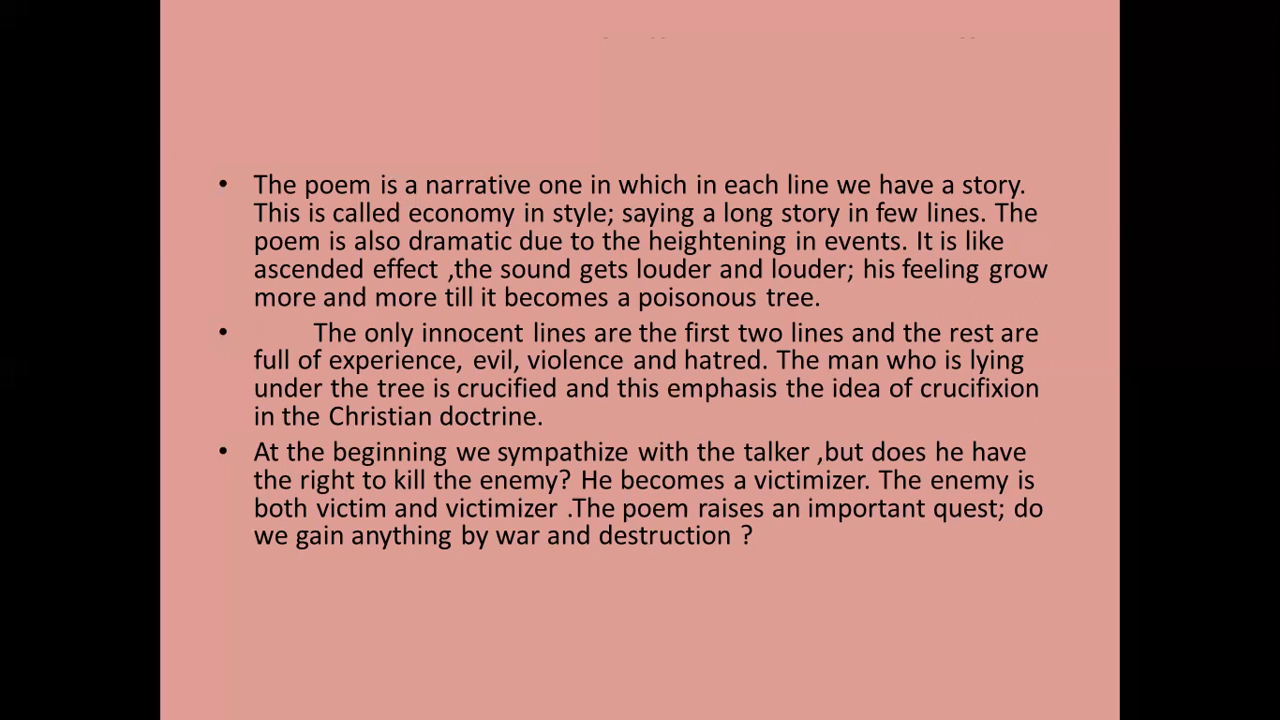 • The poem is a narrative one in which in each line we have a story.
This is called economy in style; saying a long story in few lines. The
poem is also dramatic due to the heightening in events. It is like
ascended effect ,the sound gets louder and louder; his feeling grow
more and more till it becomes a poisonous tree.
• The only innocent lines are the first two lines and the rest are
full of experience, evil, violence and hatred. The man who is lying
under the tree is crucified and this emphasis the idea of crucifixion
in the Christian doctrine.
• At the beginning we sympathize with the talker ,but does he have
the right to kill the enemy? He becomes a victimizer. The enemy is
both victim and victimizer .The poem raises an important quest; do
we gain anything by war and destruction ?